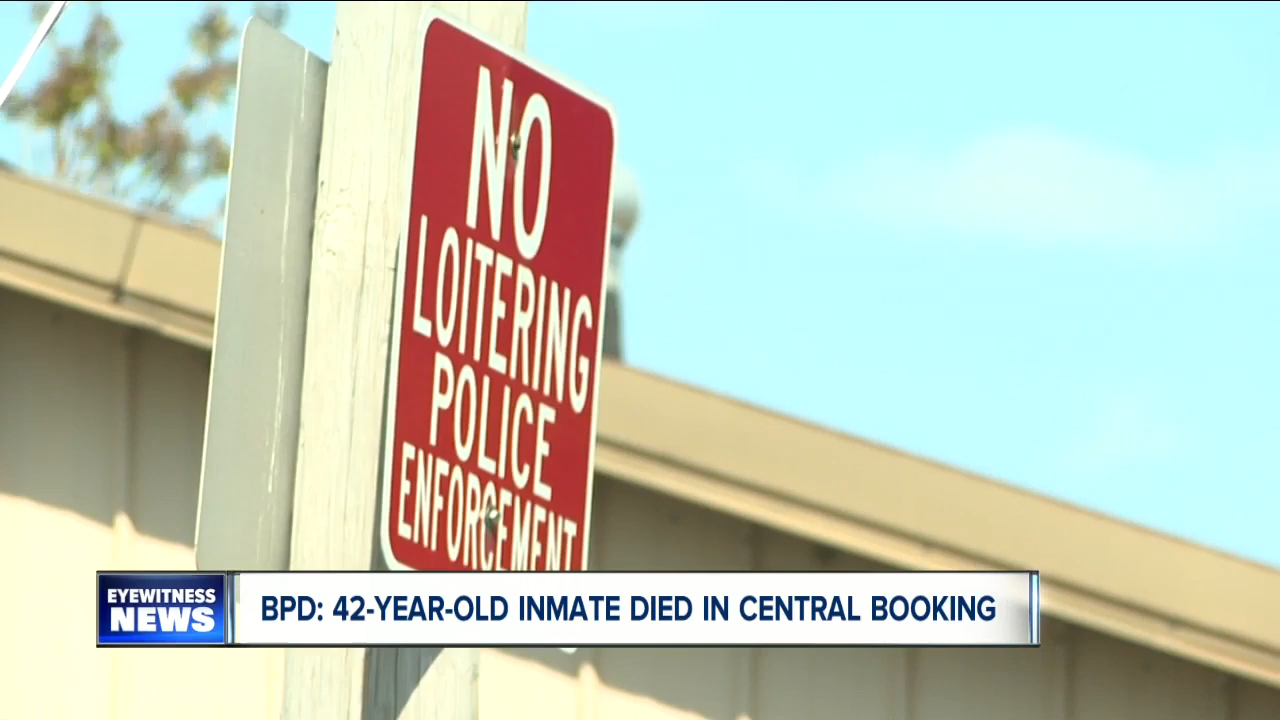 NO
LOITERING
POLICE
ENFORCEMENT
EYEWITNESS
NEWS
BPD: 42-YEAR-OLD INMATE DIED IN CENTRAL BOOKING